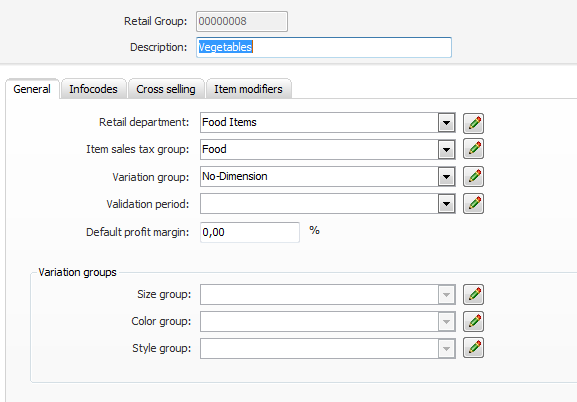 Retail Group: 00000008
Description: Vegetables
General Infocodes Cross selling Item modifiers
Retail department: Food Items
Item sales tax group: Food
Variation group: No-Dimension
Validation period:
Default profit margin: 0,00 %
Variation groups
Size group:
Color group:
Style group: